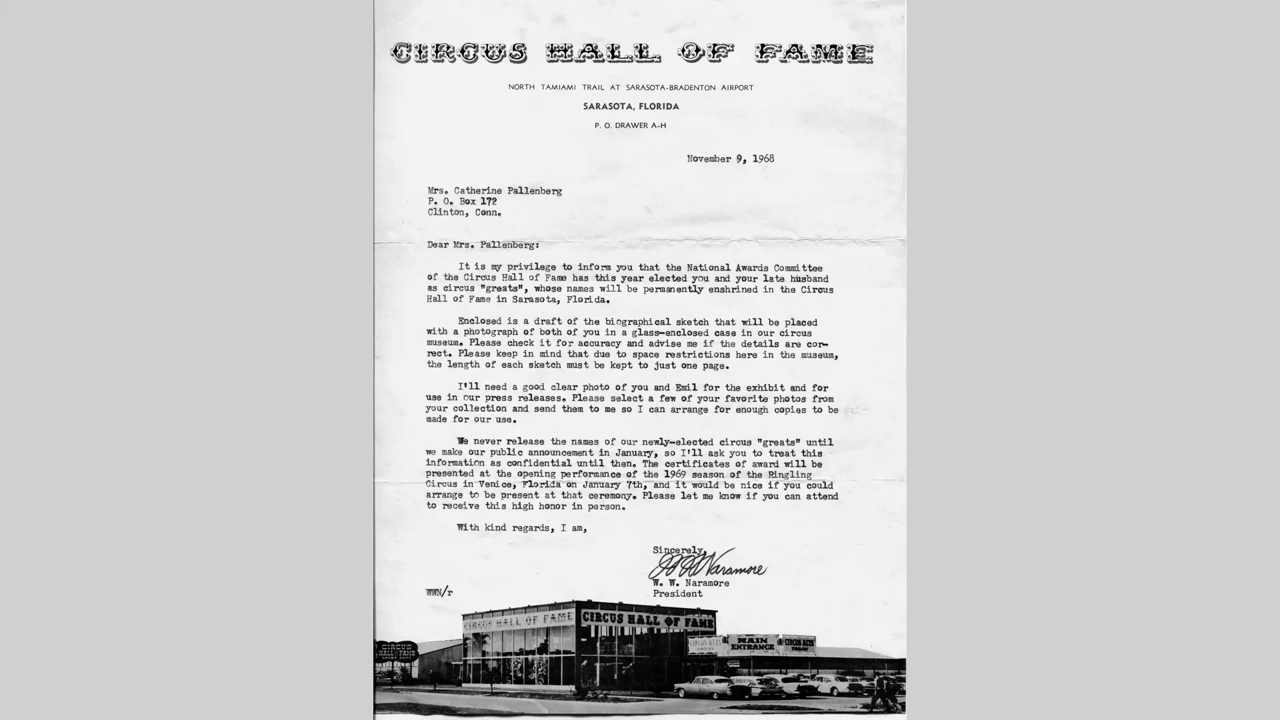 CIRCUS HALL OF FAME
NORTH TAMIAMI TRAIL AT SARASOTA-BRADENTON AIRPORT
SARASOTA, FLORIDA
P. O. DRAWER A-H
November 9, 1968
Mrs. Catherine Pallenberg
P. O. Box 172
Clinton, Conn.
Dear Mrs. Pallenberg:
It is my privilege to inform you that the National Awards Committee
of the Circus Hall of Fame has this year elected you and your late husband
as circus "greats", whose names will be permanently enshrined in the Circus
Hall of Fame in Sarasota, Florida.
Enclosed is a draft of the biographical sketch that will be placed
with a photograph of both of you in a glass-enclosed case in our circus
museum. Please check it for accuracy and advise me if the details are cor-
rect. Please keep in mind that due to space restrictions here in the museum,
the length of each sketch must be kept to just one page.
I'll need a good clear photo of you and Emil for the exhibit and for
use in our press releases. Please select a few of your favorite photos from
your collection and send them to me so I can arrange for enough copies to be
made for our use.
We never release the names of our newly-elected circus "greats" until
we make our public announcement in January, so I'll ask you to treat this
information as confidential until then. The certificates of award will be
presented at the opening performance of the 1969 season of the Ringling
Circus in Venice, Florida on January 7th, and it would be nice if you could
arrange to be present at that ceremony. Please let me know if you can attend
to receive this high honor in person.
With kind regards, I am,
Sincerely,
W W Naramore
W. W. Naramore
President
WWN/r
CIRCUS HALL OF FAME
CIRCUS HALL OF FAME
MAIN
ENTRANCE
CIRCUS ACTS
TODAY
CIRCUS
HALL OF FAME